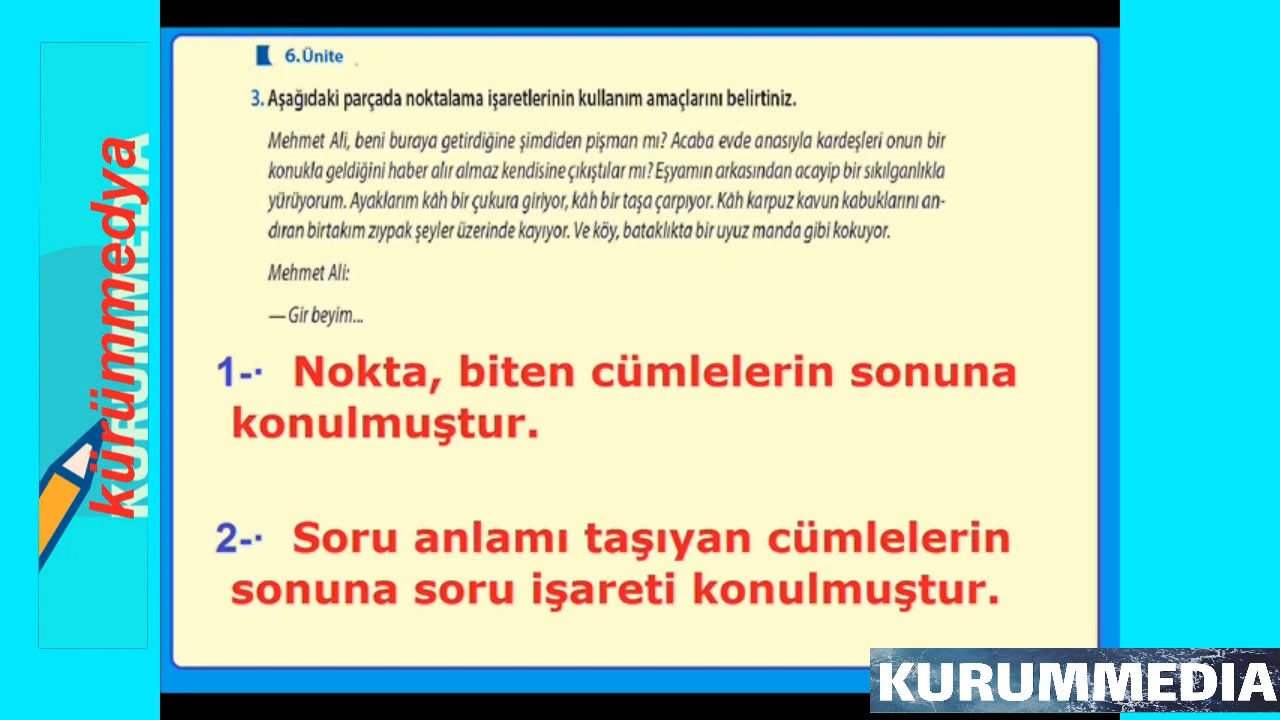 6.Ünite
3. Aşağıdaki parçada noktalama işaretlerinin kullanım amaçlarını belirtiniz.
Mehmet Ali, beni buraya getirdiğine şimdiden pişman mı? Acaba evde anasıyla kardeşleri onun bir
konukla geldiğini haber alır almaz kendisine çıkıştılar mı? Eşyamın arkasından acayip bir sıkılganlıkla
yürüyorum. Ayaklarım kâh bir çukura giriyor, kâh bir taşa çarpıyor. Kâh karpuz kavun kabuklarını an-
dıran birtakım zıypak şeyler üzerinde kayıyor. Ve köy, bataklıkta bir uyuz manda gibi kokuyor.
Mehmet Ali:
— Gir beyim...
1-· Nokta, biten cümlelerin sonuna
konulmuştur.
2-· Soru anlamı taşıyan cümlelerin
sonuna soru işareti konulmuştur.
kürümmedya
KURUMMEDIA
KURUMMEDIA